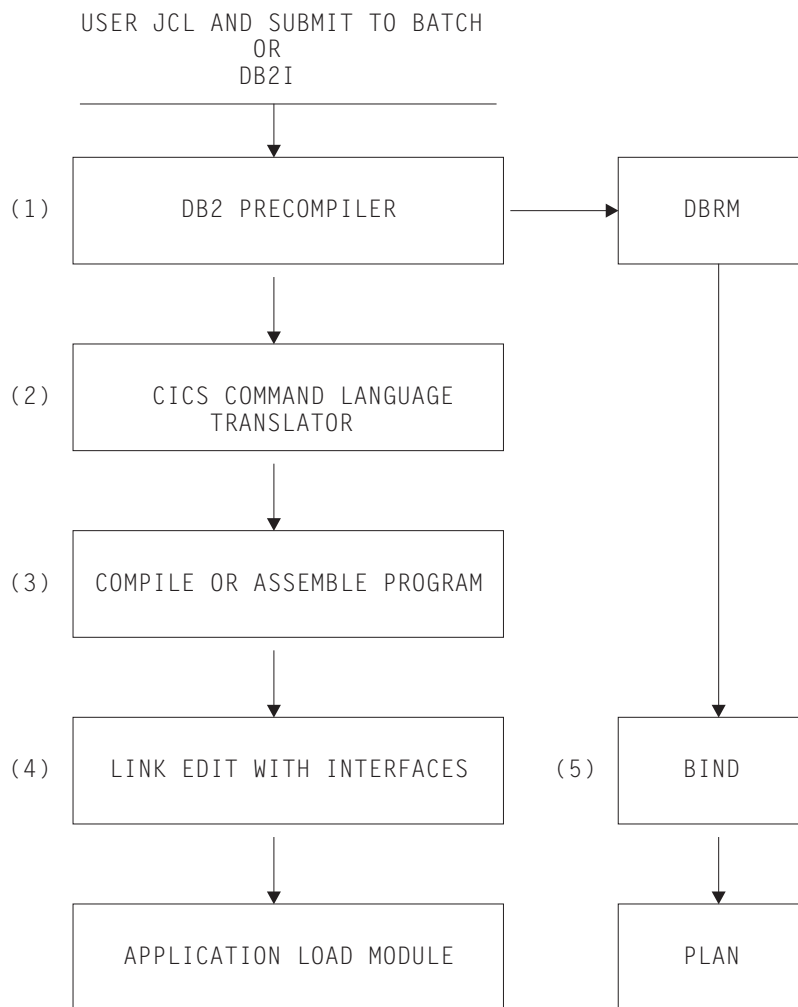 USER JCL AND SUBMIT TO BATCH
OR
DB2I
(1)
DB2 PRECOMPILER
DBRM
(2)
CICS COMMAND LANGUAGE
TRANSLATOR
(3)
COMPILE OR ASSEMBLE PROGRAM
(4)
LINK EDIT WITH INTERFACES
(5)
BIND
APPLICATION LOAD MODULE
PLAN